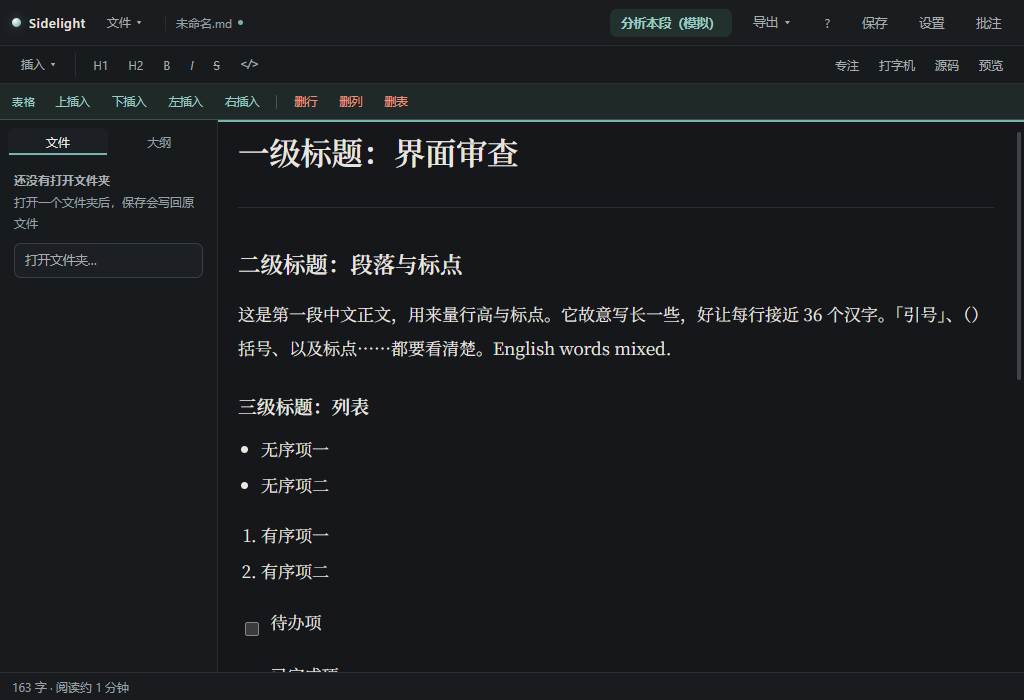 Sidelight 文件 未命名.md 分析本段（模拟） 导出 ? 保存 设置 批注
插入 H1 H2 B I S </> 专注 打字机 源码 预览
表格 上插入 下插入 左插入 右插入 删行 删列 删表
文件 大纲
还没有打开文件夹
打开一个文件夹后，保存会写回原
文件
打开文件夹...
一级标题：界面审查
二级标题：段落与标点
这是第一段中文正文，用来量行高与标点。它故意写长一些，好让每行接近 36 个汉字。「引号」、（）
括号、以及标点……都要看清楚。English words mixed.
三级标题：列表
• 无序项一
• 无序项二
1. 有序项一
2. 有序项二
待办项
163 字 · 阅读约 1 分钟